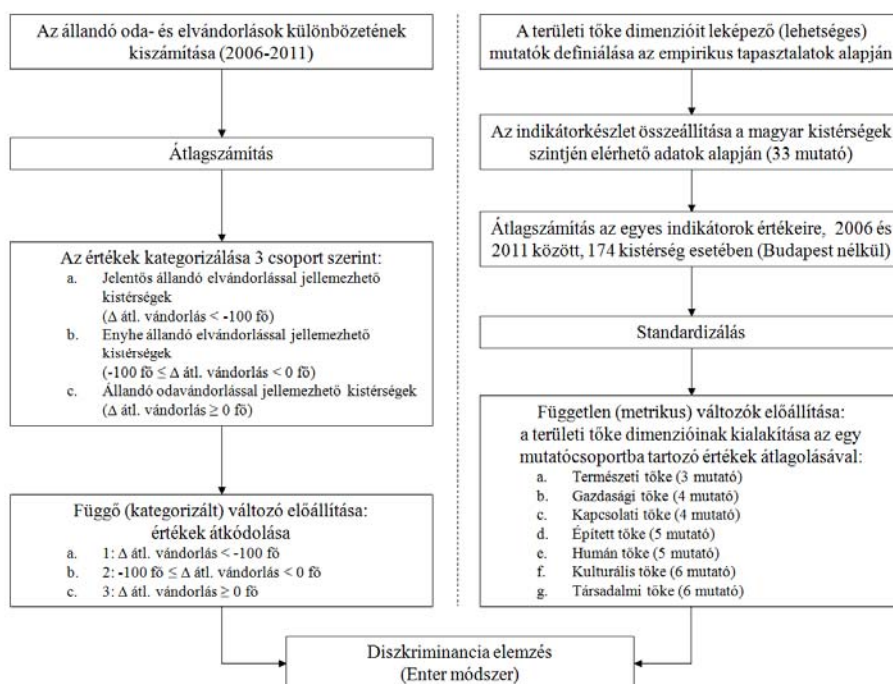 Az állandó oda- és elvándorlások különbözetének
kiszámítása (2006-2011)
Átlagszámítás
Az értékek kategorizálása 3 csoport szerint:
a. Jelentős állandó elvándorlással jellemezhető
kistérségek
(Δ átl. vándorlás < -100 fő)
b. Enyhe állandó elvándorlással jellemezhető
kistérségek
(-100 fő ≤ Δ átl. vándorlás < 0 fő)
c. Állandó odavándorlással jellemezhető kistérségek
(Δ átl. vándorlás ≥ 0 fő)
Függő (kategorizált) változó előállítása:
értékek átkódolása
a. 1: Δ átl. vándorlás < -100 fő
b. 2: -100 fő ≤ Δ átl. vándorlás < 0 fő
c. 3: Δ átl. vándorlás ≥ 0 fő
A területi tőke dimenzióit leképező (lehetséges)
mutatók definiálása az empirikus tapasztalatok alapján
Az indikátorkészlet összeállítása a magyar kistérségek
szintjén elérhető adatok alapján (33 mutató)
Átlagszámítás az egyes indikátorok értékeire, 2006 és
2011 között, 174 kistérség esetében (Budapest nélkül)
Standardizálás
Független (metrikus) változók előállítása:
a területi tőke dimenzióinak kialakítása az egy
mutatócsoportba tartozó értékek átlagolásával:
a. Természeti tőke (3 mutató)
b. Gazdasági tőke (4 mutató)
c. Kapcsolati tőke (4 mutató)
d. Épített tőke (5 mutató)
e. Humán tőke (5 mutató)
f. Kulturális tőke (6 mutató)
g. Társadalmi tőke (6 mutató)
Diszkriminancia elemzés
(Enter módszer)